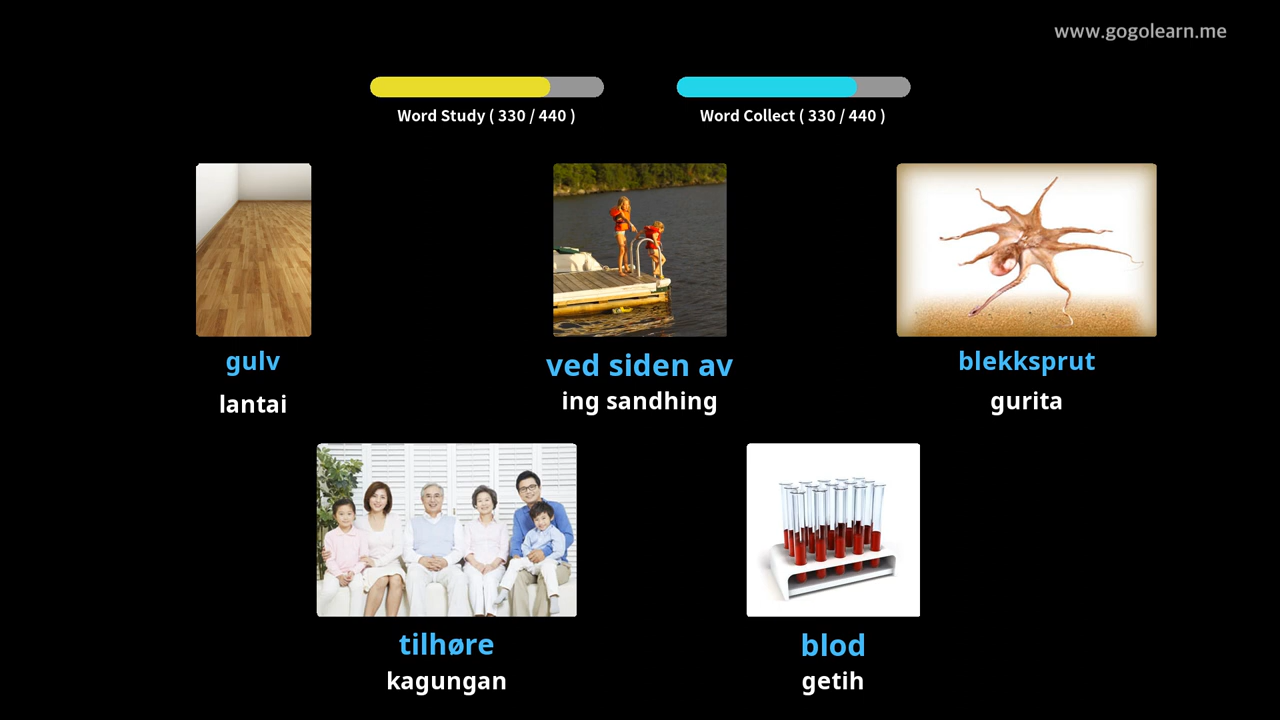 www.gogolearn.me
Word Study ( 330 / 440 )
Word Collect ( 330 / 440 )
gulv
lantai
ved siden av
ing sandhing
blekksprut
gurita
tilhøre
kagungan
blod
getih